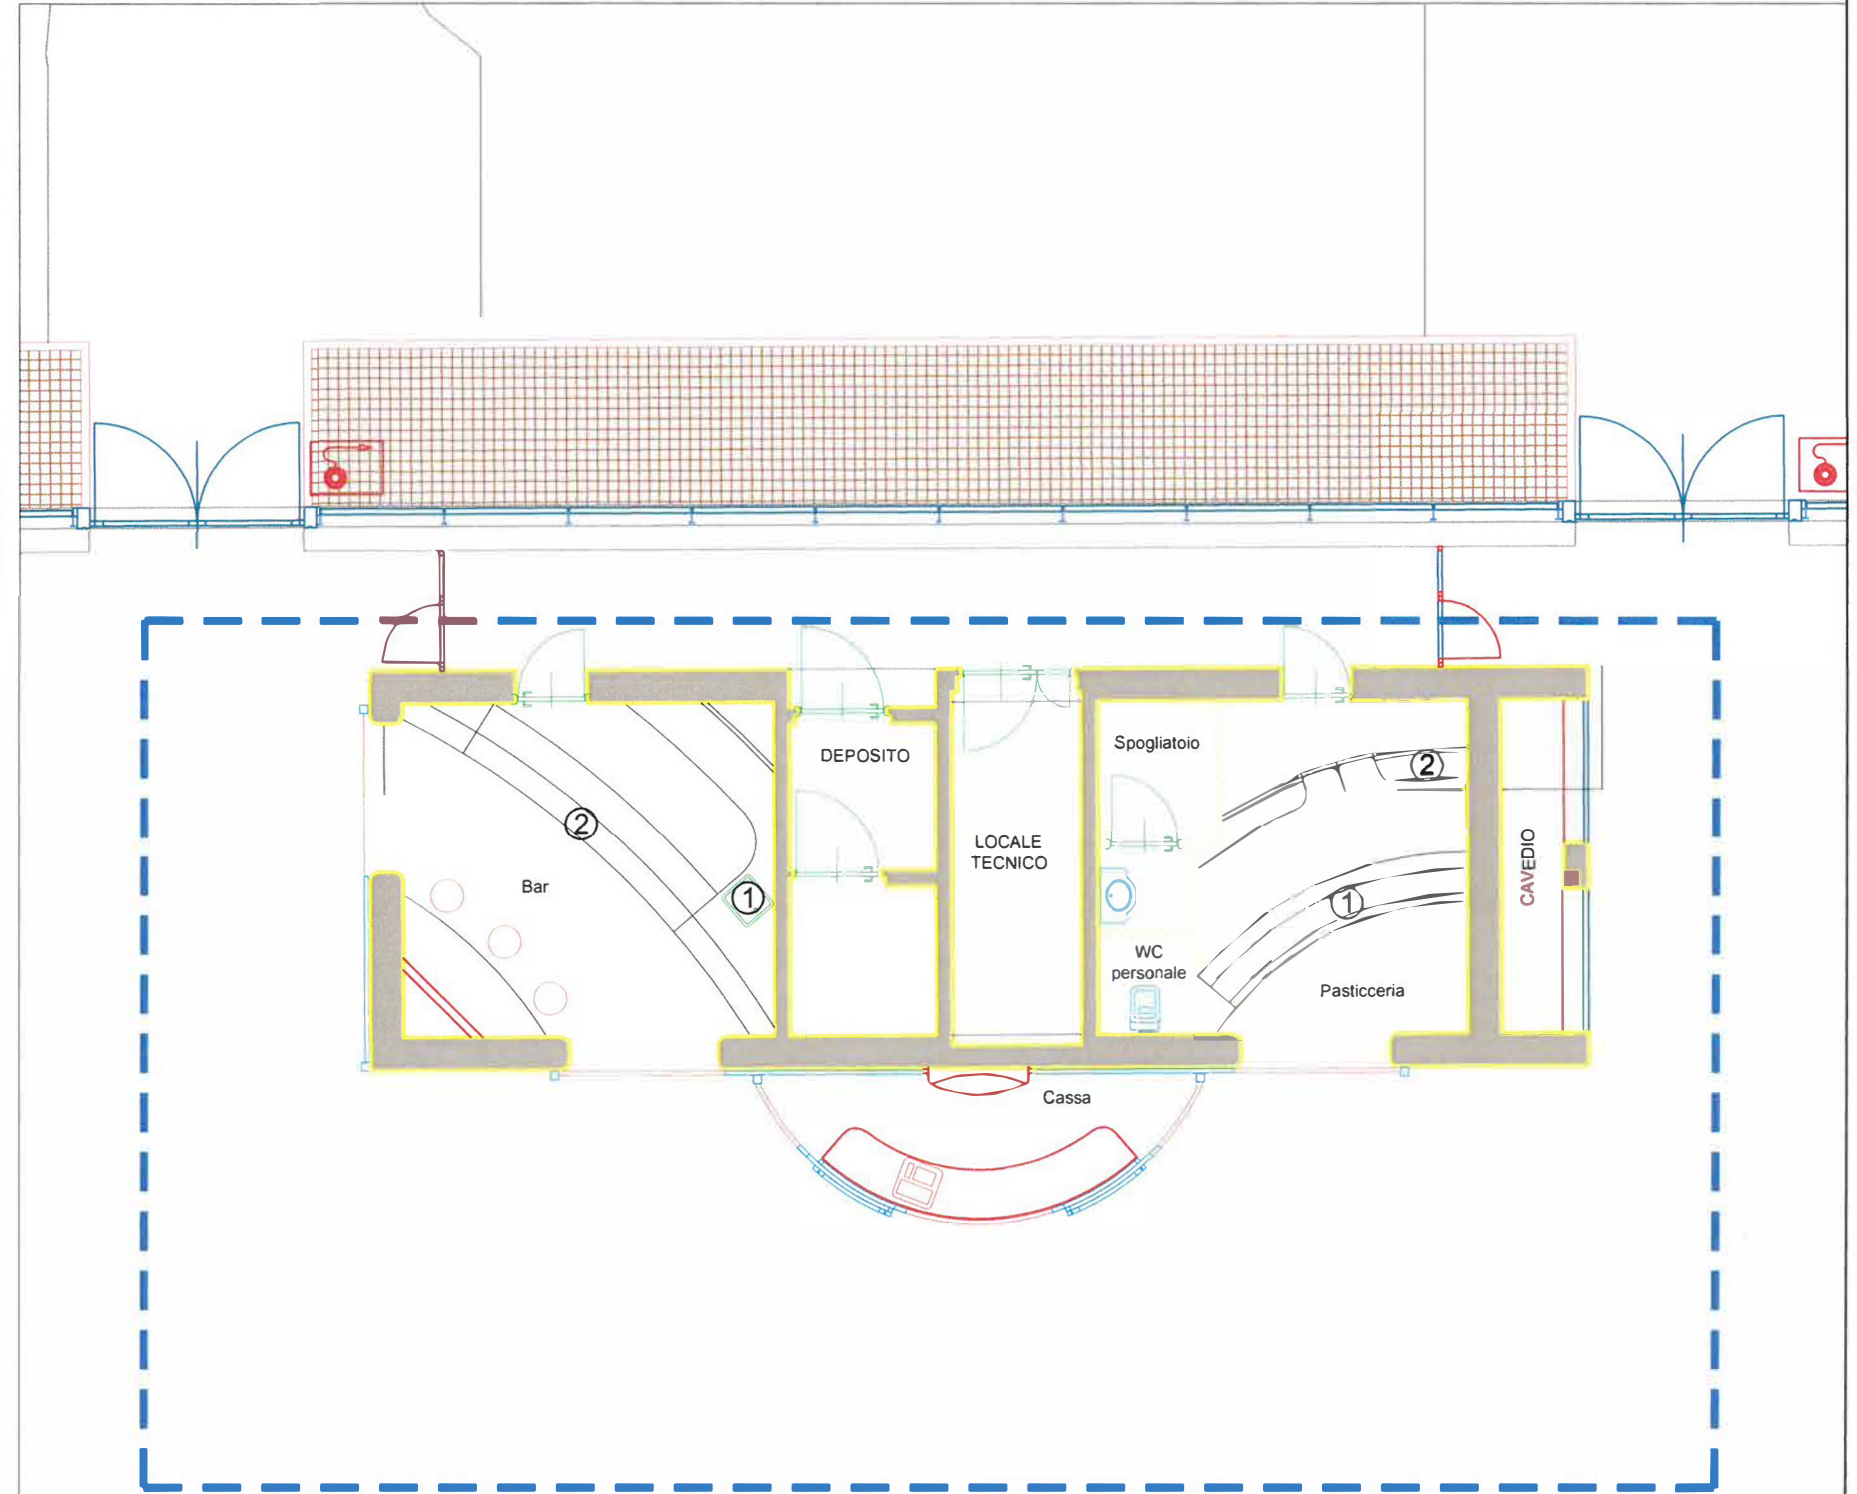 DEPOSITO
Spogliatoio
②
②
LOCALE
TECNICO
CAVEDIO
Bar
①
①
WC
personale
Pasticceria
Cassa